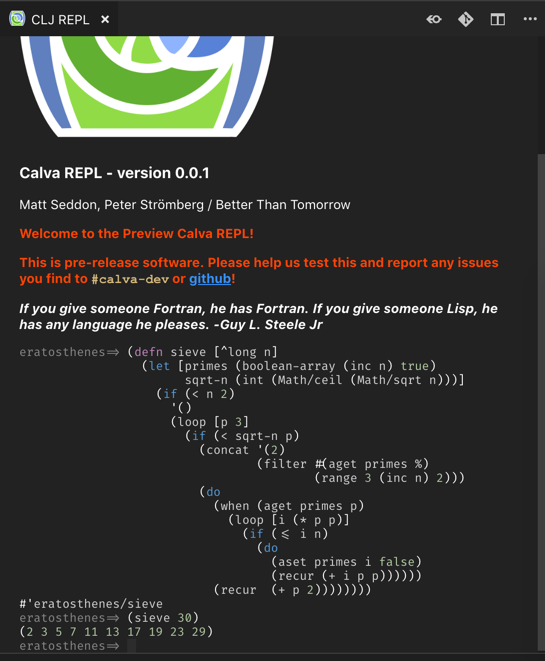 CLJ REPL
Calva REPL - version 0.0.1
Matt Seddon, Peter Strömberg / Better Than Tomorrow
Welcome to the Preview Calva REPL!
This is pre-release software. Please help us test this and report any issues
you find to #calva-dev or github!
If you give someone Fortran, he has Fortran. If you give someone Lisp, he
has any language he pleases. -Guy L. Steele Jr
eratosthenes=> (defn sieve [^long n]
(let [primes (boolean-array (inc n) true)
sqrt-n (int (Math/ceil (Math/sqrt n)))]
(if (< n 2)
'()
(loop [p 3]
(if (< sqrt-n p)
(concat '(2)
(filter #(aget primes %)
(range 3 (inc n) 2)))
(do
(when (aget primes p)
(loop [i (* p p)]
(if (<= i n)
(do
(aset primes i false)
(recur (+ i p p))))))
(recur  (+ p 2))))))))
#'eratosthenes/sieve
eratosthenes=> (sieve 30)
(2 3 5 7 11 13 17 19 23 29)
eratosthenes=>